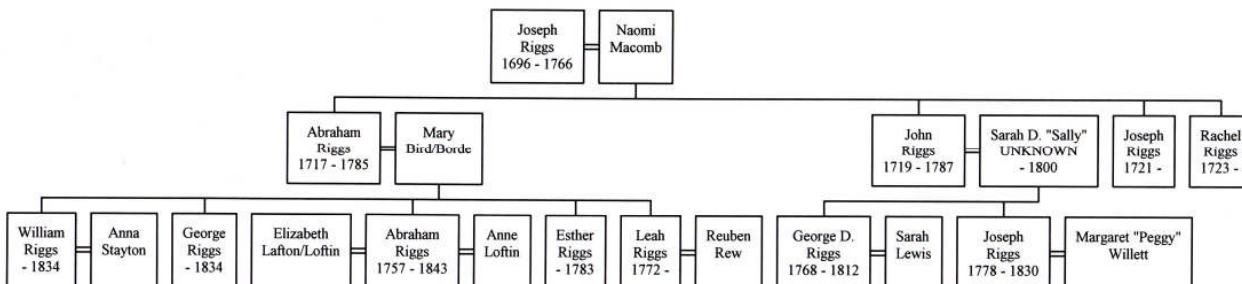 Joseph
Riggs
1696 - 1766
Naomi
Macomb
Abraham
Riggs
1717 - 1785
Mary
Bird/Borde
John
Riggs
1719 - 1787
Sarah D. "Sally"
UNKNOWN
- 1800
Joseph
Riggs
1721 -
Rachel
Riggs
1723 -
William
Riggs
- 1834
Anna
Stayton
George
Riggs
- 1834
Elizabeth
Lafton/Loftin
Abraham
Riggs
1757 - 1843
Anne
Loftin
Esther
Riggs
- 1783
Leah
Riggs
1772 -
Reuben
Rew
George D.
Riggs
1768 - 1812
Sarah
Lewis
Joseph
Riggs
1778 - 1830
Margaret "Peggy"
Willett